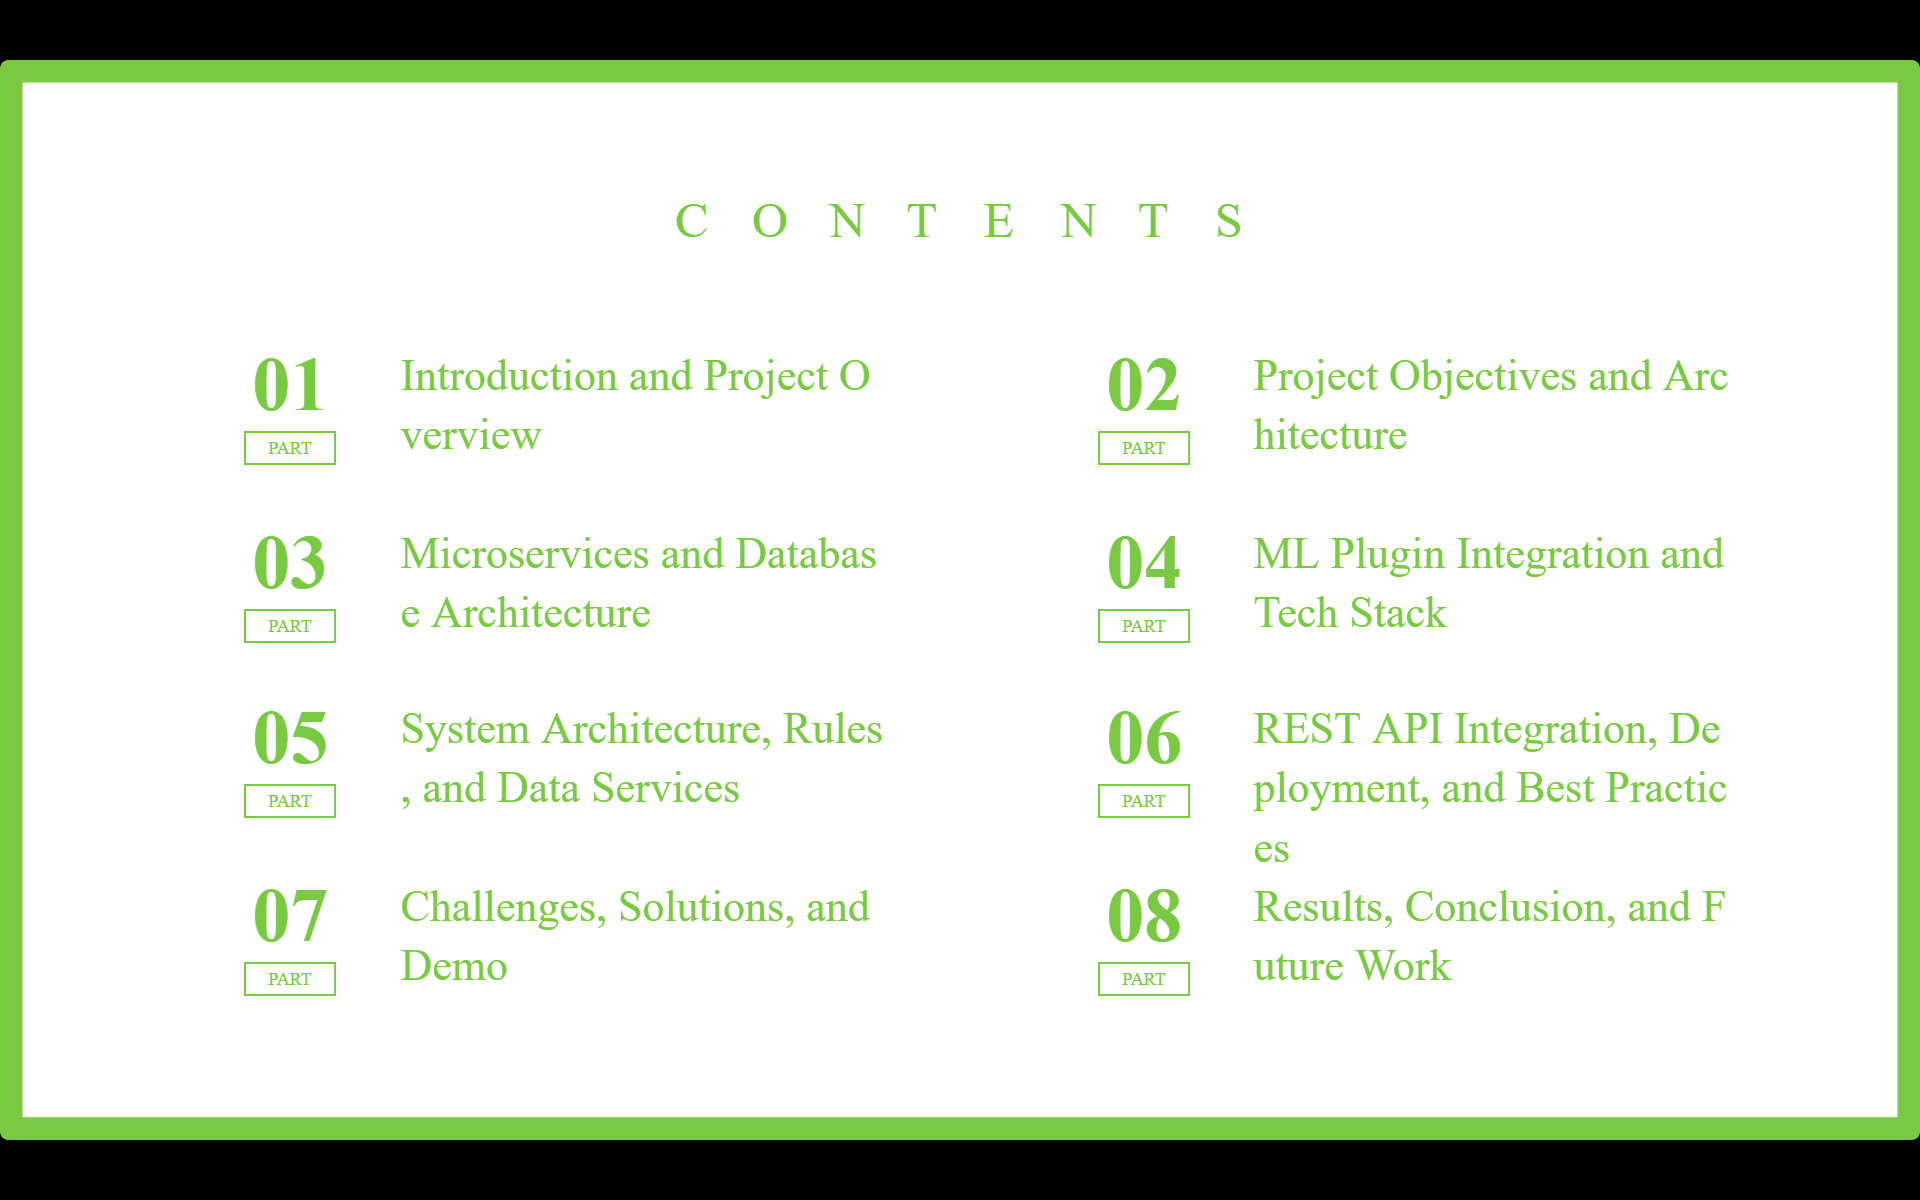 C O N T E N T S
01
PART
Introduction and Project O
verview
02
PART
Project Objectives and Arc
hitecture
03
PART
Microservices and Databas
e Architecture
04
PART
ML Plugin Integration and
Tech Stack
05
PART
System Architecture, Rules
, and Data Services
06
PART
REST API Integration, De
ployment, and Best Practic
es
07
PART
Challenges, Solutions, and
Demo
08
PART
Results, Conclusion, and F
uture Work